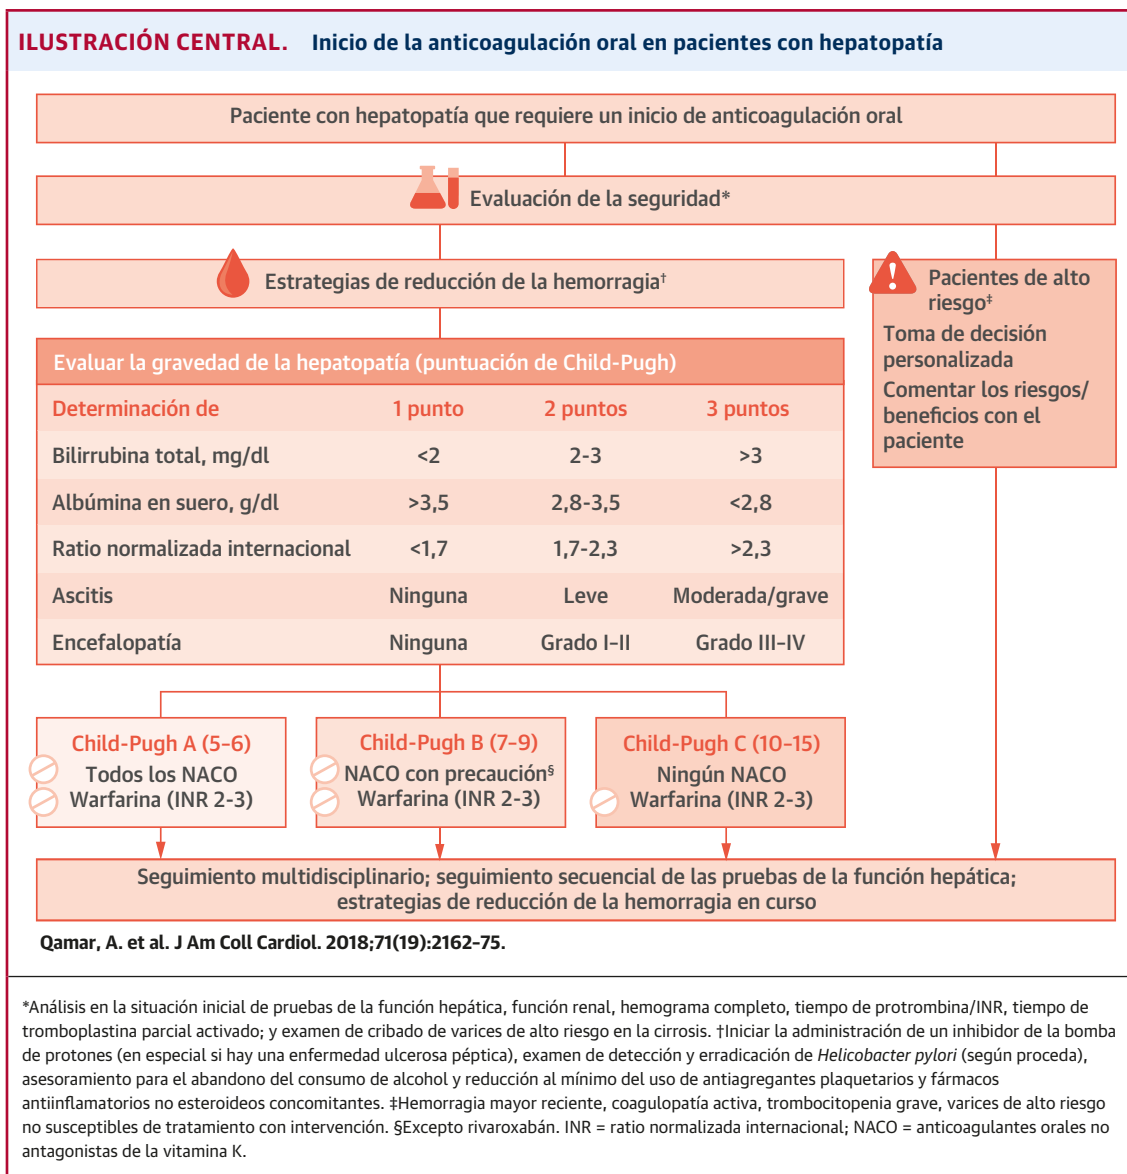 ILUSTRACIÓN CENTRAL. Inicio de la anticoagulación oral en pacientes con hepatopatía
Paciente con hepatopatía que requiere un inicio de anticoagulación oral
Evaluación de la seguridad*
Estrategias de reducción de la hemorragia†
Pacientes de alto
riesgo‡
Toma de decisión
personalizada
Comentar los riesgos/
beneficios con el
paciente
Evaluar la gravedad de la hepatopatía (puntuación de Child-Pugh)
Determinación de 1 punto 2 puntos 3 puntos
Bilirrubina total, mg/dl <2 2-3 >3
Albúmina en suero, g/dl >3,5 2,8-3,5 <2,8
Ratio normalizada internacional <1,7 1,7-2,3 >2,3
Ascitis Ninguna Leve Moderada/grave
Encefalopatía Ninguna Grado I-II Grado III-IV
Child-Pugh A (5-6)
Todos los NACO
Warfarina (INR 2-3)
Child-Pugh B (7-9)
NACO con precaución§
Warfarina (INR 2-3)
Child-Pugh C (10-15)
Ningún NACO
Warfarina (INR 2-3)
Seguimiento multidisciplinario; seguimiento secuencial de las pruebas de la función hepática;
estrategias de reducción de la hemorragia en curso
Qamar, A. et al. J Am Coll Cardiol. 2018;71(19):2162-75.
*Análisis en la situación inicial de pruebas de la función hepática, función renal, hemograma completo, tiempo de protrombina/INR, tiempo de
tromboplastina parcial activado; y examen de cribado de varices de alto riesgo en la cirrosis. †Iniciar la administración de un inhibidor de la bomba
de protones (en especial si hay una enfermedad ulcerosa péptica), examen de detección y erradicación de Helicobacter pylori (según proceda),
asesoramiento para el abandono del consumo de alcohol y reducción al mínimo del uso de antiagregantes plaquetarios y fármacos
antiinflamatorios no esteroideos concomitantes. ‡Hemorragia mayor reciente, coagulopatía activa, trombocitopenia grave, varices de alto riesgo
no susceptibles de tratamiento con intervención. §Excepto rivaroxabán. INR = ratio normalizada internacional; NACO = anticoagulantes orales no
antagonistas de la vitamina K.